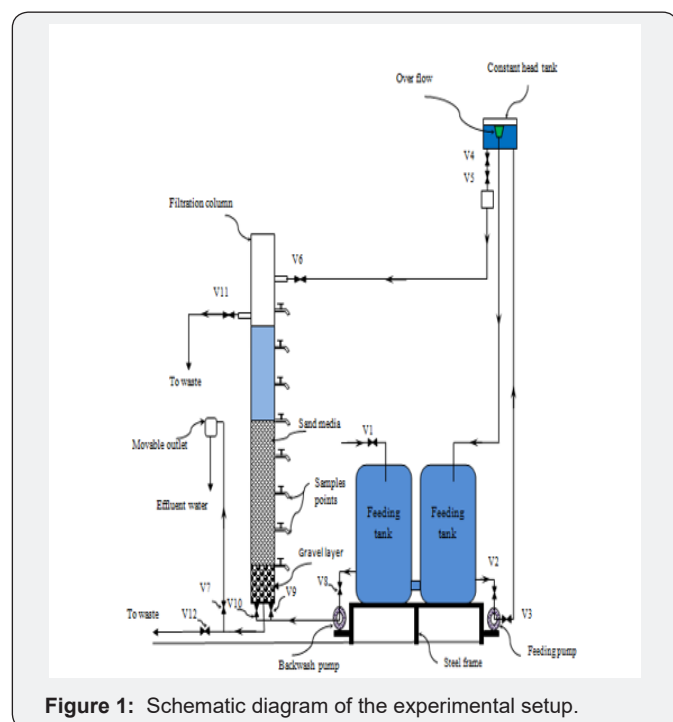 Constant head tank
Over flow
V4
V5
Filtration column
V6
V11
To waste
Sand media
V1
Movable outlet
Samples
points
Effluent water
Feeding
tank
Feeding
tank
Gravel layer
V2
V8
V7
V10
V9
To waste
V12
V3
Backwash pump
Steel frame
Feeding pump
Figure 1: Schematic diagram of the experimental setup.